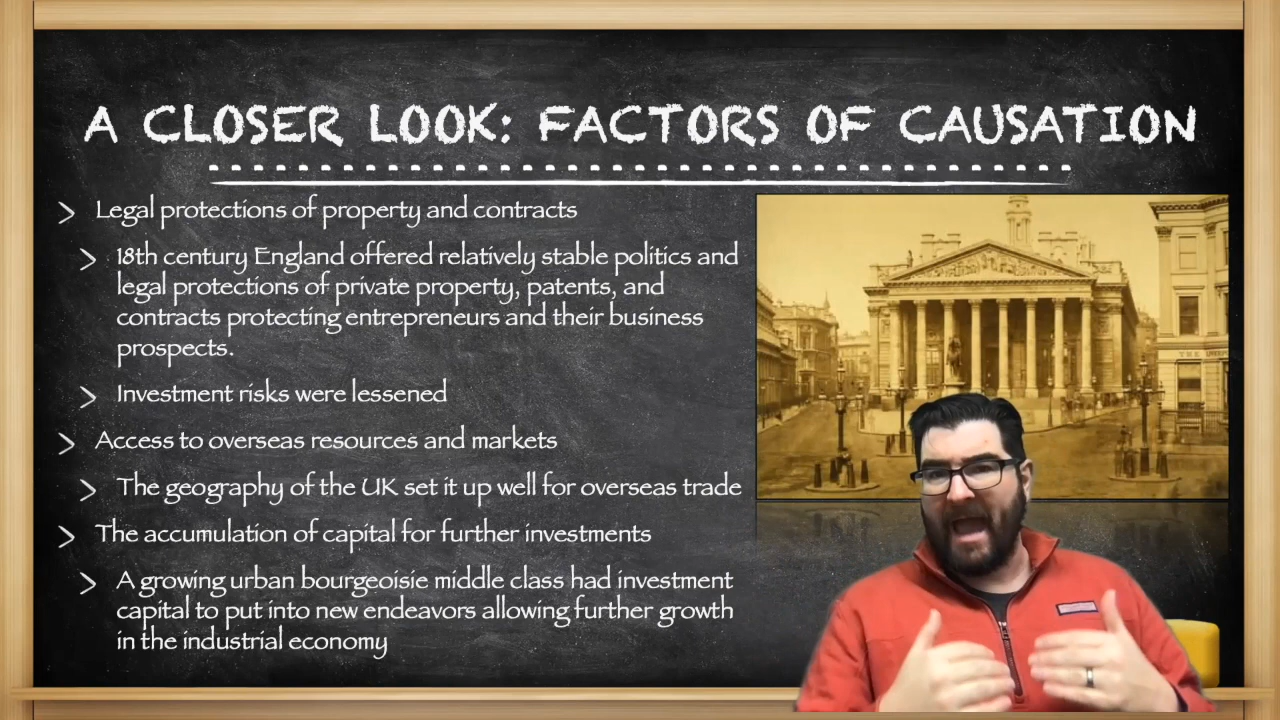 A CLOSER LOOK: FACTORS OF CAUSATION
Legal protections of property and contracts
18th century England offered relatively stable politics and
legal protections of private property, patents, and
contracts protecting entrepreneurs and their business
prospects.
Investment risks were lessened
Access to overseas resources and markets
The geography of the UK set it up well for overseas trade
The accumulation of capital for further investments
A growing urban bourgeoisie middle class had investment
capital to put into new endeavors allowing further growth
in the industrial economy
THE